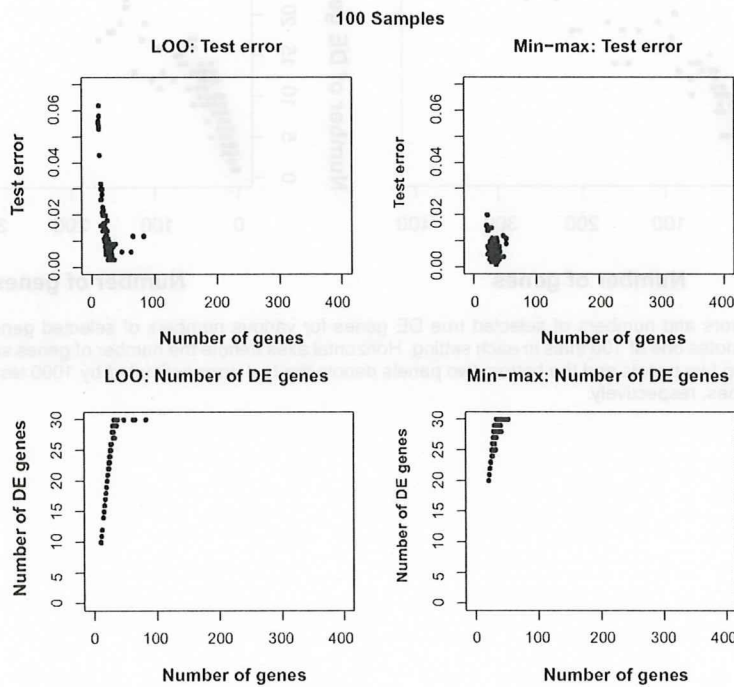 100 Samples
LOO: Test error
Min−max: Test error
Test error
0.00 0.02 0.04 0.06
0 100 200 300 400
Number of genes
Test error
0.00 0.02 0.04 0.06
0 100 200 300 400
Number of genes
LOO: Number of DE genes
Min−max: Number of DE genes
Number of DE genes
0 5 10 15 20 25 30
0 100 200 300 400
Number of genes
Number of DE genes
0 5 10 15 20 25 30
0 100 200 300 400
Number of genes